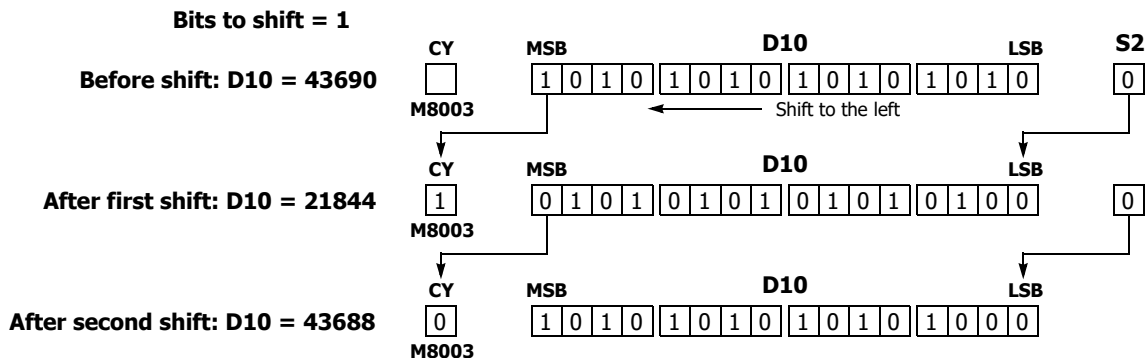 Bits to shift = 1
CY MSB D10 LSB S2
Before shift: D10 = 43690 1 0 1 0 1 0 1 0 1 0 1 0 1 0 1 0 0
M8003 Shift to the left
CY MSB D10 LSB
After first shift: D10 = 21844 1 0 1 0 1 0 1 0 1 0 1 0 1 0 1 0 0 0
M8003
CY MSB D10 LSB
After second shift: D10 = 43688 0 1 0 1 0 1 0 1 0 1 0 1 0 1 0 0 0
M8003